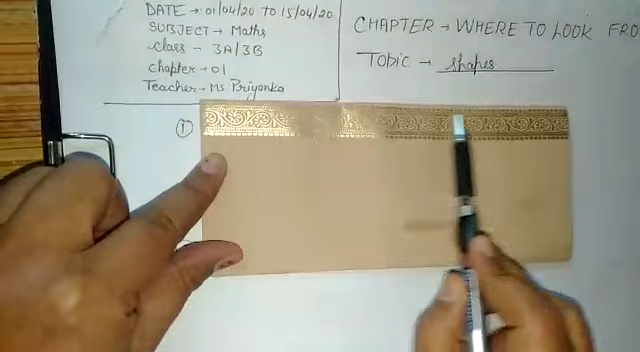 DATE → 01/04/20 TO 15/04/20
SUBJECT → Maths
class - 3A/3B
Chapter → 01
Teacher → Ms Priyanka
CHAPTER → WHERE TO LOOK FRO
Topic → shapes
1